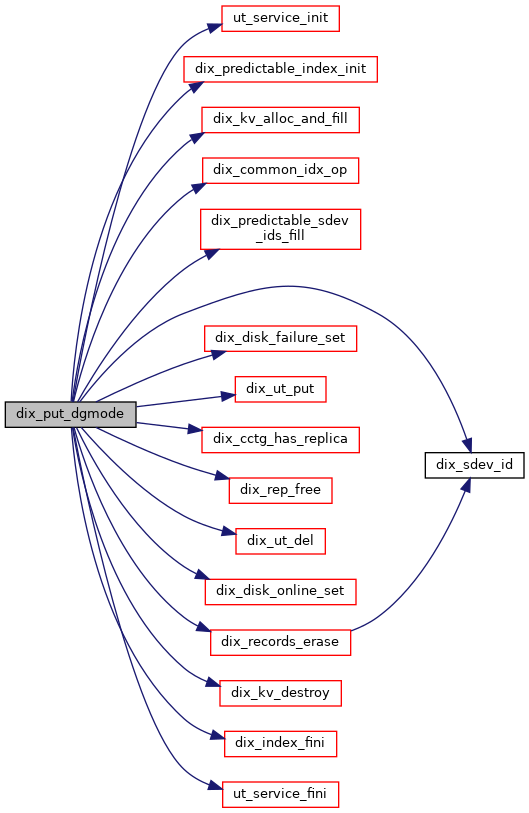 ut_service_init
dix_predictable_index_init
dix_kv_alloc_and_fill
dix_common_idx_op
dix_predictable_sdev
_ids_fill
dix_disk_failure_set
dix_ut_put
dix_put_dgmode
dix_cctg_has_replica
dix_sdev_id
dix_rep_free
dix_ut_del
dix_disk_online_set
dix_records_erase
dix_kv_destroy
dix_index_fini
ut_service_fini